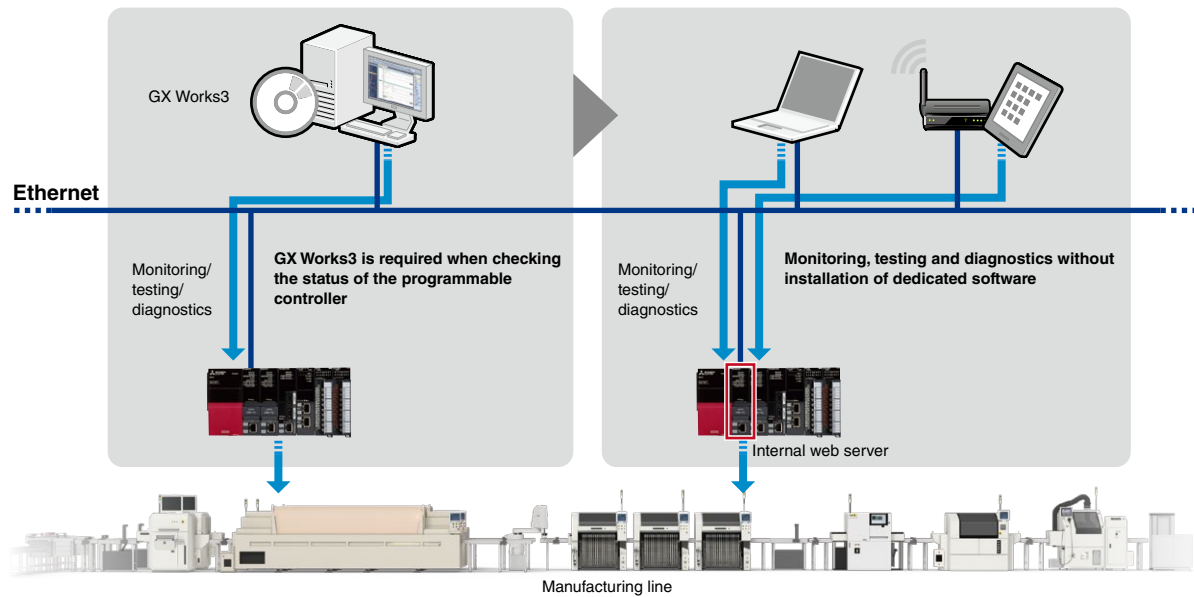 GX Works3
Ethernet
Monitoring/
testing/
diagnostics
GX Works3 is required when checking
the status of the programmable
controller
Monitoring/
testing/
diagnostics
Monitoring, testing and diagnostics without
installation of dedicated software
Internal web server
Manufacturing line